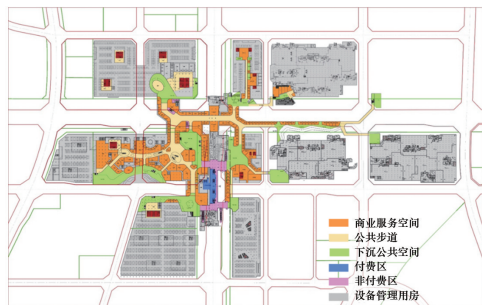 商业服务空间
公共步道
下沉公共空间
付费区
非付费区
设备管理用房